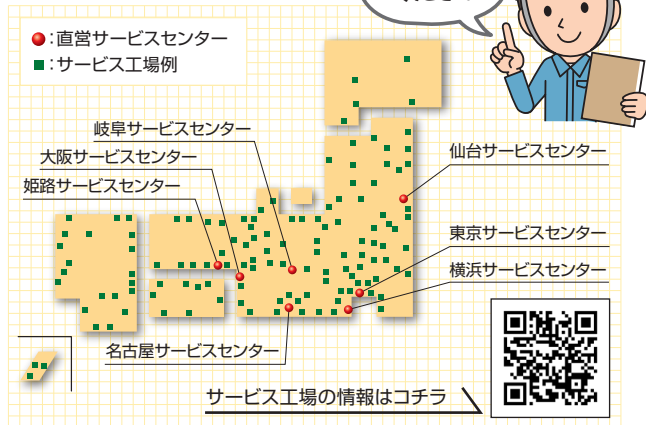 ：直営サービスセンター
：サービス工場例
岐阜サービスセンター
大阪サービスセンター
姫路サービスセンター
仙台サービスセンター
東京サービスセンター
横浜サービスセンター
名古屋サービスセンター
サービス工場の情報はコチラ